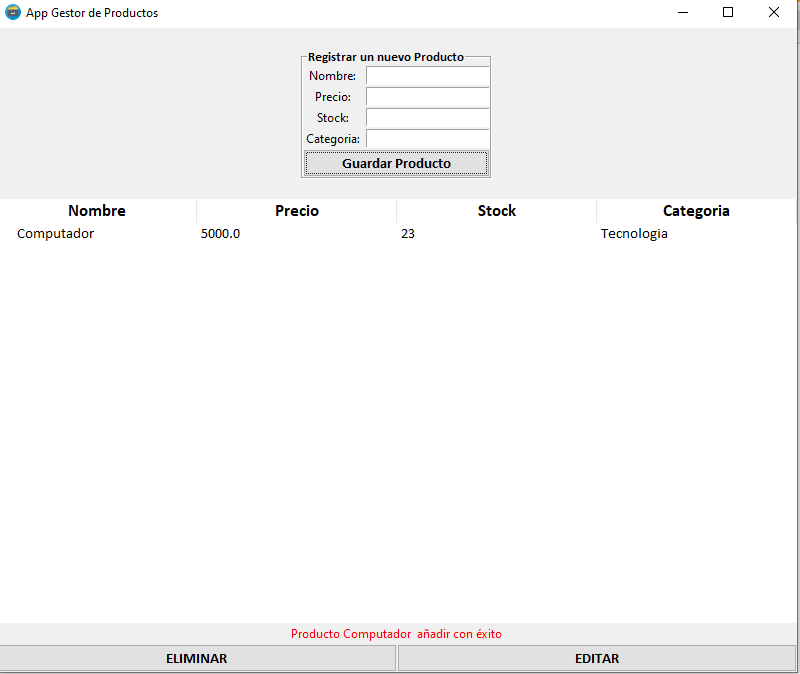 App Gestor de Productos
Registrar un nuevo Producto
Nombre:
Precio:
Stock:
Categoria:
Guardar Producto
Nombre Precio Stock Categoria
Computador 5000.0 23 Tecnologia
Producto Computador añadir con éxito
ELIMINAR EDITAR